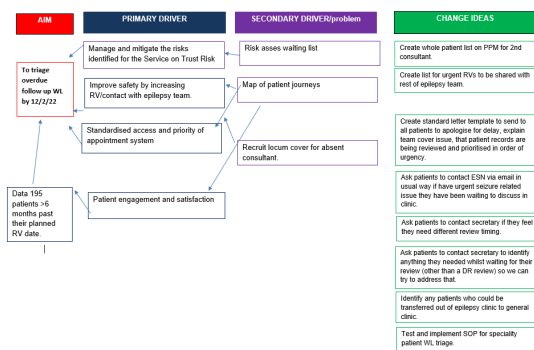 AIM
PRIMARY DRIVER
SECONDARY DRIVER/problem
CHANGE IDEAS
To triage
overdue
follow up WL
by 12/2/22
Data 195
patients >6
months past
their planned
RV date.
Manage and mitigate the risks
identified for the Service on Trust Risk
Improve safety by increasing
RV/contact with epilepsy team.
Standardised access and priority of
appointment system
Patient engagement and satisfaction
Risk asses waiting list
Map of patient journeys
Recruit locum cover for absent
consultant.
Create whole patient list on PPM for 2nd
consultant.
Create list for urgent RVs to be shared with
rest of epilepsy team.
Create standard letter template to send to
all patients to apologise for delay, explain
team cover issue, that patient records are
being reviewed and prioritised in order of
urgency.
Ask patients to contact ESN via email in
usual way if have urgent seizure related
issue they have been waiting to discuss in
clinic.
Ask patients to contact secretary if they feel
they need different review timing.
Ask patients to contact secretary to identify
anything they needed whilst waiting for their
review (other than a DR review) so we can
try to address that.
Identify any patients who could be
transferred out of epilepsy clinic to general
clinic.
Test and implement SOP for speciality
patient WL triage.